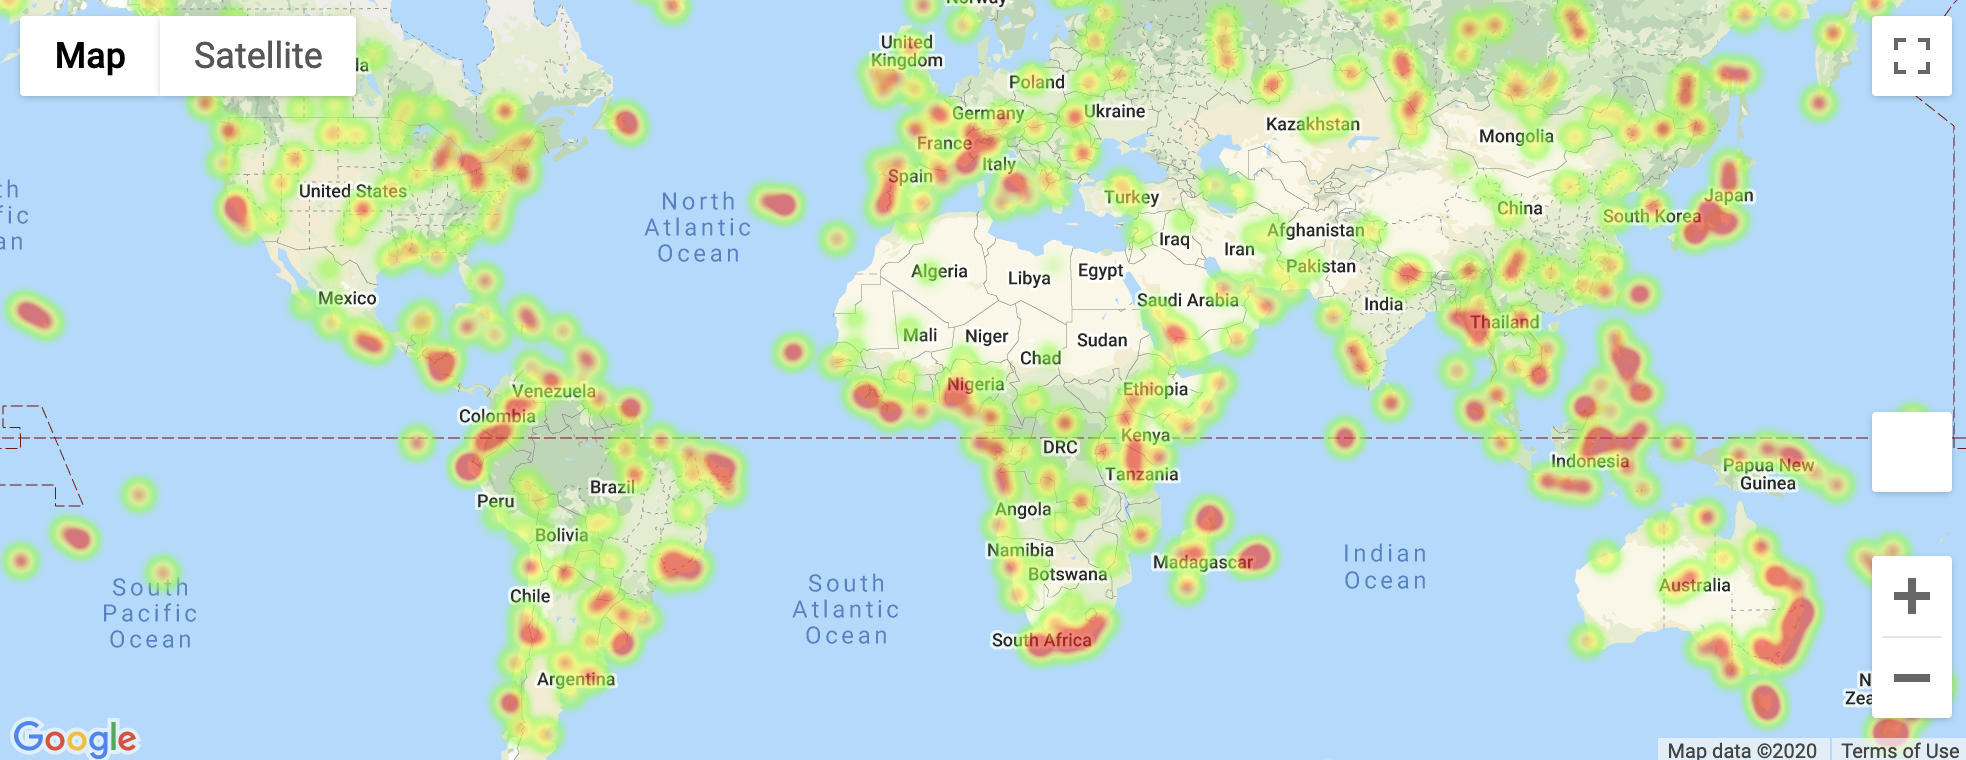 Map
Satellite
Norway
United
Kingdom
Poland
Germany
Ukraine
France
Italy
Spain
Turkey
Kazakhstan
Mongolia
Japan
South Korea
China
Afghanistan
Iraq
Iran
Pakistan
India
Thailand
Algeria
Libya
Egypt
Saudi Arabia
Mali
Niger
Chad
Sudan
Nigeria
Ethiopia
Kenya
DRC
Tanzania
Angola
Namibia
Botswana
Madagascar
South Africa
United States
Mexico
Venezuela
Colombia
Peru
Brazil
Bolivia
Chile
Argentina
Indonesia
Papua New
Guinea
Australia
N
Zea
da
th
fic
an
North
Atlantic
Ocean
South
Pacific
Ocean
South
Atlantic
Ocean
Indian
Ocean
Google
Map data ©2020
Terms of Use